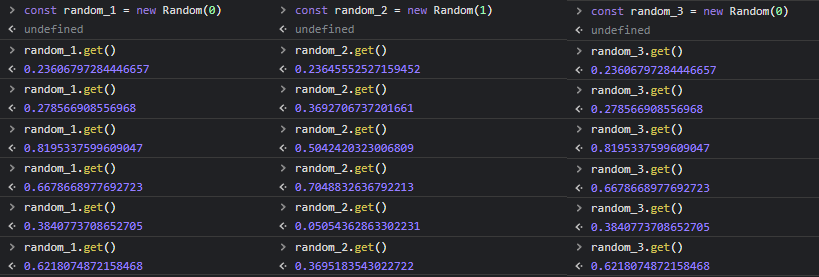 const random_1 = new Random(0)
undefined
random_1.get()
0.23606797284446657
random_1.get()
0.278566908556968
random_1.get()
0.8195337599609047
random_1.get()
0.6678668977692723
random_1.get()
0.3840773708652705
random_1.get()
0.6218074872158468
const random_2 = new Random(1)
undefined
random_2.get()
0.23645552527159452
random_2.get()
0.3692706737201661
random_2.get()
0.5042420323006809
random_2.get()
0.7048832636792213
random_2.get()
0.05054362863302231
random_2.get()
0.3695183543022722
const random_3 = new Random(0)
undefined
random_3.get()
0.23606797284446657
random_3.get()
0.278566908556968
random_3.get()
0.8195337599609047
random_3.get()
0.6678668977692723
random_3.get()
0.3840773708652705
random_3.get()
0.6218074872158468